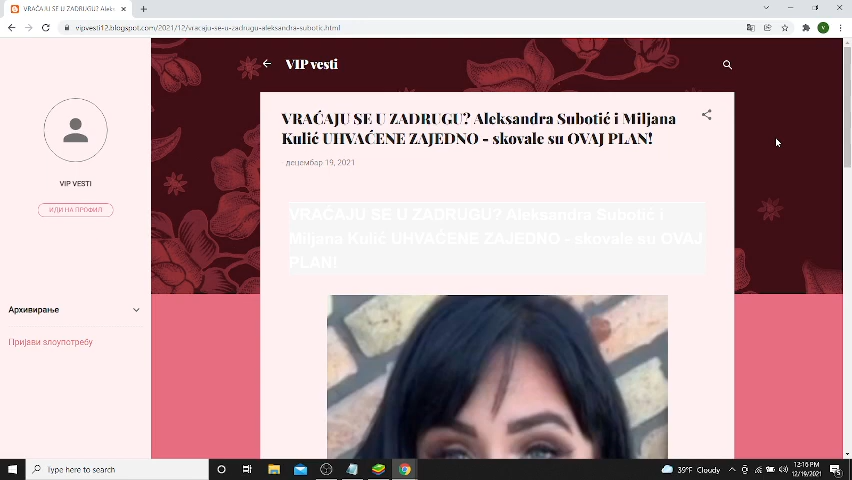 VRAĆAJU SE U ZADRUGU? Aleks
vipvesti12.blogspot.com/2021/12/vracaju-se-u-zadrugu-aleksandra-subotic.html
VIP vesti
VRAĆAJU SE U ZADRUGU? Aleksandra Subotić i Miljana
Kulić UHVAĆENE ZAJEDNO - skovale su OVAJ PLAN!
- децембар 19, 2021
VIP VESTI
ИДИ НА ПРОФИЛ
VRAĆAJU SE U ZADRUGU? Aleksandra Subotić i
Miljana Kulić UHVAĆENE ZAJEDNO - skovale su OVAJ
PLAN!
Архивирање
Пријави злоупотребу
Type here to search
39°F Cloudy
12:16 PM
12/19/2021